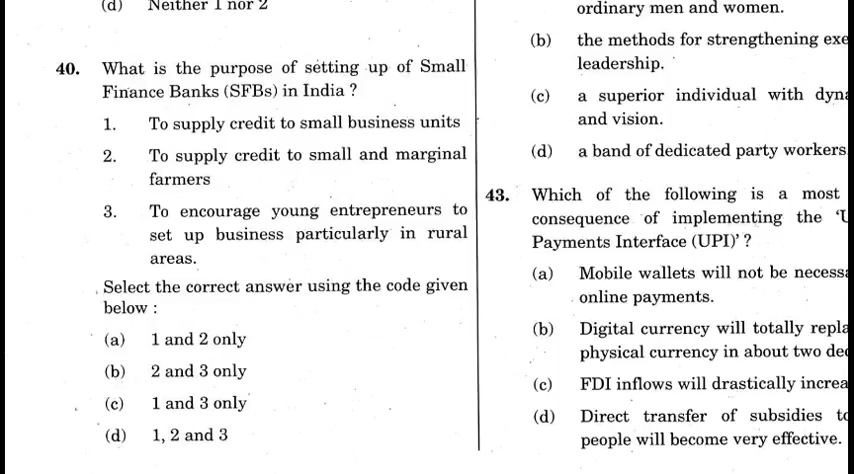 (d) Neither 1 nor 2
40. What is the purpose of setting up of Small
Finance Banks (SFBs) in India ?
1. To supply credit to small business units
2. To supply credit to small and marginal
farmers
3. To encourage young entrepreneurs to
set up business particularly in rural
areas.
Select the correct answer using the code given
below :
(a) 1 and 2 only
(b) 2 and 3 only
(c) 1 and 3 only
(d) 1, 2 and 3
ordinary men and women.
(b) the methods for strengthening
leadership.
(c) a superior individual with
and vision.
(d) a band of dedicated party workers
43. Which of the following is a most
consequence of implementing the
Payments Interface (UPI)’ ?
(a) Mobile wallets will not be
online payments.
(b) Digital currency will totally
physical currency in about two
(c) FDI inflows will drastically
(d) Direct transfer of subsidies
people will become very effective.